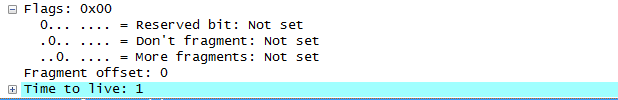 Flags: 0x00
0... .... = Reserved bit: Not set
.0.. .... = Don't fragment: Not set
..0. .... = More fragments: Not set
Fragment offset: 0
Time to live: 1